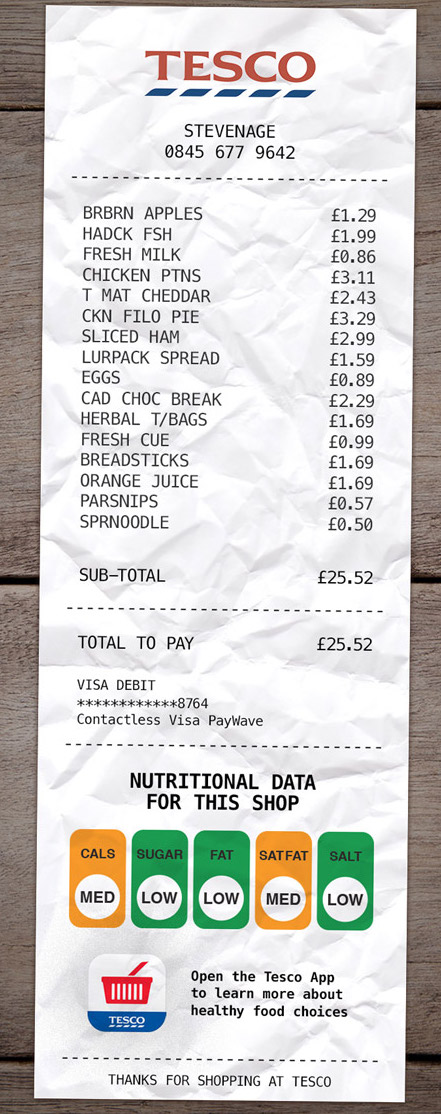 TESCO
STEVENAGE
0845 677 9642
BRBRN APPLES £1.29
HADCK FSH £1.99
FRESH MILK £0.86
CHICKEN PTNS £3.11
T MAT CHEDDAR £2.43
CKN FILO PIE £3.29
SLICED HAM £2.99
LURPACK SPREAD £1.59
EGGS £0.89
CAD CHOC BREAK £2.29
HERBAL T/BAGS £1.69
FRESH CUE £0.99
BREADSTICKS £1.69
ORANGE JUICE £1.69
PARSNIPS £0.57
SPRNOODLE £0.50
SUB-TOTAL £25.52
TOTAL TO PAY £25.52
VISA DEBIT
************8764
Contactless Visa PayWave
NUTRITIONAL DATA
FOR THIS SHOP
CALS SUGAR FAT SATFAT SALT
MED LOW LOW MED LOW
Open the Tesco App
to learn more about
healthy food choices
TESCO
THANKS FOR SHOPPING AT TESCO